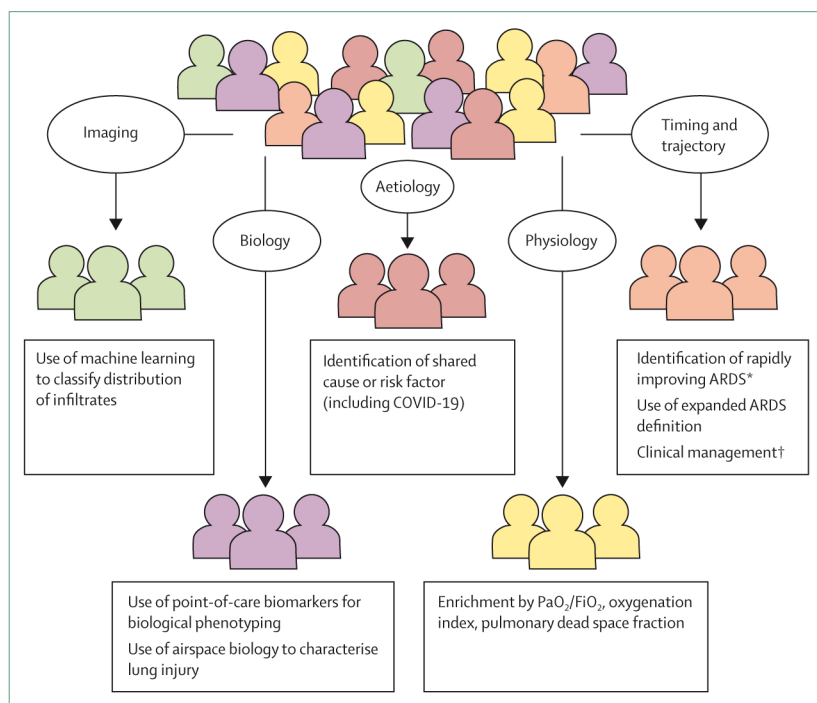 Imaging
Timing and
trajectory
Aetiology
Biology
Physiology
Use of machine learning
to classify distribution
of infiltrates
Identification of shared
cause or risk factor
(including COVID-19)
Identification of rapidly
improving ARDS*
Use of expanded ARDS
definition
Clinical management†
Use of point-of-care biomarkers for
biological phenotyping
Use of airspace biology to characterise
lung injury
Enrichment by PaO₂/FiO₂, oxygenation
index, pulmonary dead space fraction